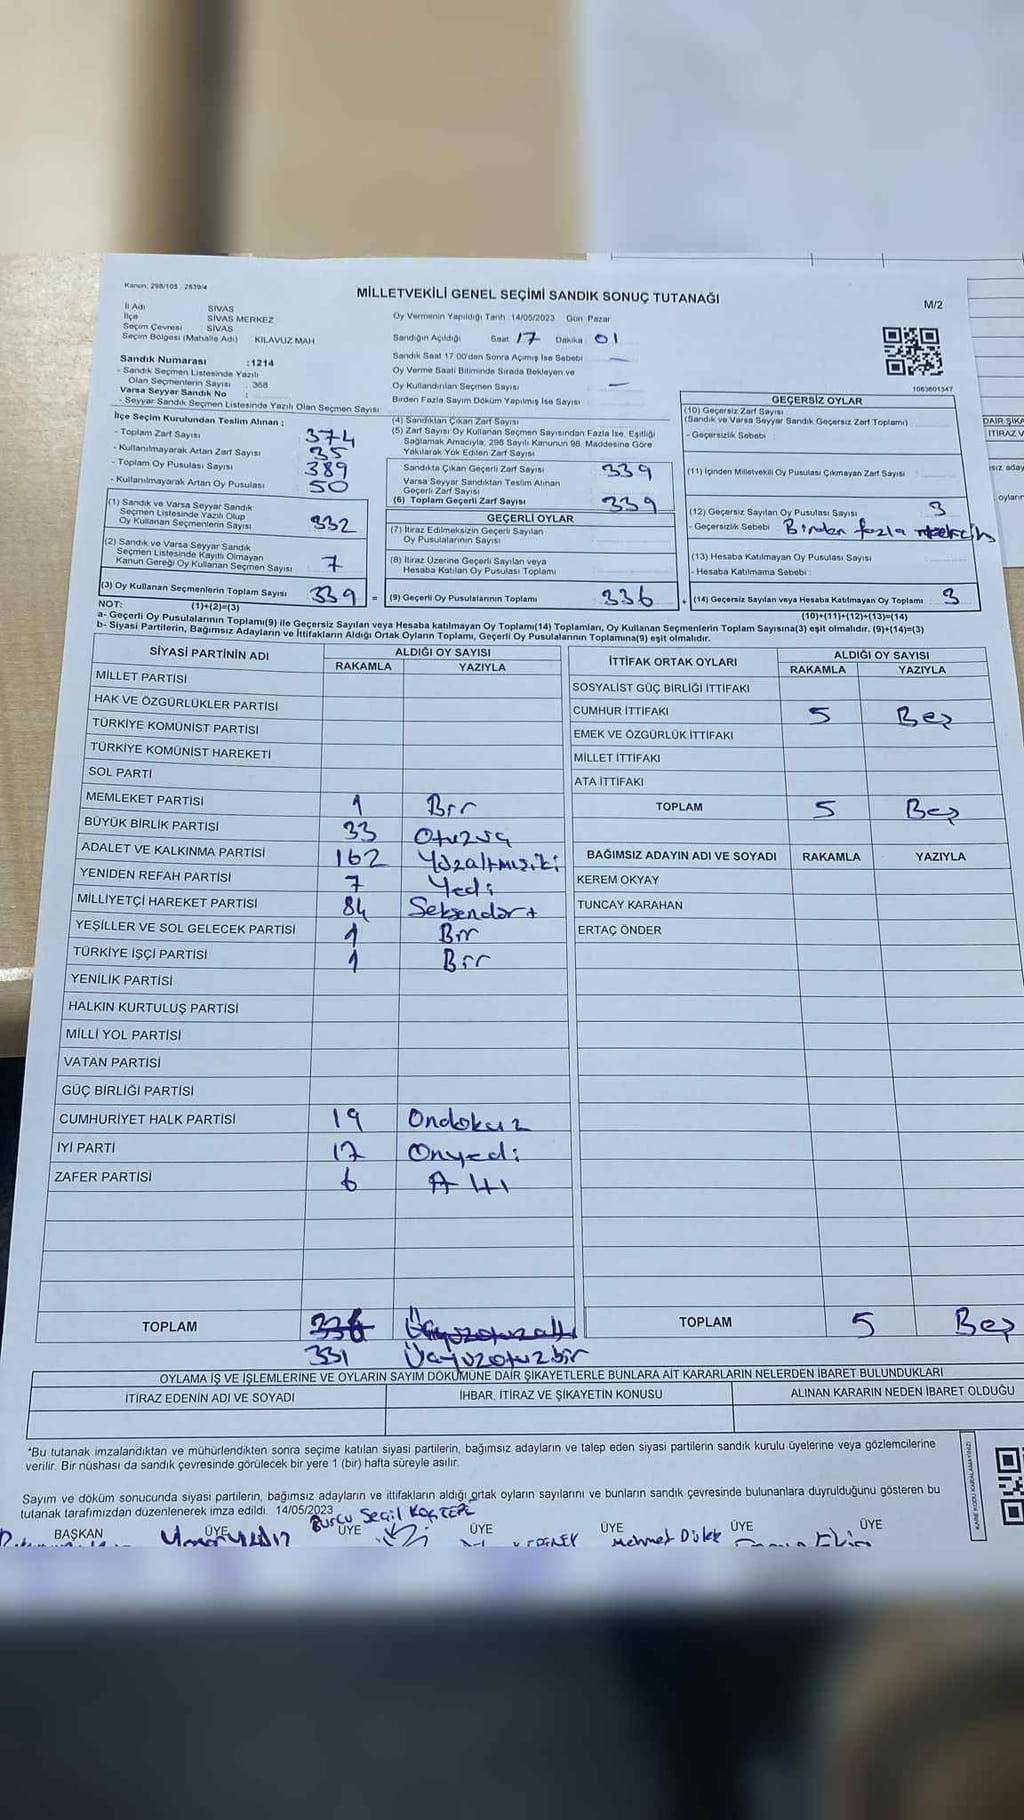 Kanun: 298/105 : 2839/4
MİLLETVEKİLİ GENEL SEÇİMİ SANDIK SONUÇ TUTANAĞI
M/2
İl Adı SİVAS
İlçe SİVAS MERKEZ
Seçim Çevresi SİVAS
Seçim Bölgesi (Mahalle Adı) KILAVUZ MAH
Oy Vermenin Yapıldığı Tarih 14/05/2023 Gün: Pazar
Sandığın Açıldığı Saat 17 Dakika 01
Sandık Saat 17:00'den Sonra Açımış İse Sebebi
Oy Verme Saati Bitiminde Sırada Bekleyen ve
Oy Kullandırılan Seçmen Sayısı
Birden Fazla Sayım Döküm Yapılmış İse Sayısı
1063601347
Sandık Numarası :1214
- Sandık Seçmen Listesinde Yazılı
Olan Seçmenlerin Sayısı : 368
Varsa Seyyar Sandık No :
- Seyyar Sandık Seçmen Listesinde Yazılı Olan Seçmen Sayısı
İlçe Seçim Kurulundan Teslim Alınan ;
- Toplam Zarf Sayısı 374
- Kullanılmayarak Artan Zarf Sayısı 35
- Toplam Oy Pusulası Sayısı 389
- Kullanılmayarak Artan Oy Pusulası 50
(1) Sandık ve Varsa Seyyar Sandık
Seçmen Listesinde Yazılı Olup
Oy Kullanan Seçmenlerin Sayısı 332
(2) Sandık ve Varsa Seyyar Sandık
Seçmen Listesinde Kayıtlı Olmayan
Kanun Gereği Oy Kullanan Seçmen Sayısı 7
(3) Oy Kullanan Seçmenlerin Toplam Sayısı 339 =
(4) Sandıktan Çıkan Zarf Sayısı
(5) Zarf Sayısı Oy Kullanan Seçmen Sayısından Fazla İse, Eşitliği
Sağlamak Amacıyla, 298 Sayılı Kanunun 98. Maddesine Göre
Yakılarak Yok Edilen Zarf Sayısı
Sandıkta Çıkan Geçerli Zarf Sayısı 339
Varsa Seyyar Sandıktan Teslim Alınan
Geçerli Zarf Sayısı
(6) Toplam Geçerli Zarf Sayısı 339
GEÇERLİ OYLAR
(7) İtiraz Edilmeksizin Geçerli Sayılan
Oy Pusulalarının Sayısı
(8) İtiraz Üzerine Geçerli Sayılan veya
Hesaba Katılan Oy Pusulası Toplamı
(9) Geçerli Oy Pusulalarının Toplamı 336 +
GEÇERSİZ OYLAR
(10) Geçersiz Zarf Sayısı
(Sandık ve Varsa Seyyar Sandık Geçersiz Zarf Toplamı)
- Geçersizlik Sebebi
(11) İçinden Milletvekili Oy Pusulası Çıkmayan Zarf Sayısı
(12) Geçersiz Sayılan Oy Pusulası Sayısı 3
- Geçersizlik Sebebi Birden fazla
(13) Hesaba Katılmayan Oy Pusulası Sayısı
- Hesaba Katılmama Sebebi :
(14) Geçersiz Sayılan veya Hesaba Katılmayan Oy Toplamı 3
NOT: (1)+(2)=(3) (10)+(11)+(12)+(13)=(14)
a- Geçerli Oy Pusulalarının Toplamı(9) ile Geçersiz Sayılan veya Hesaba katılmayan Oy Toplamı(14) Toplamları, Oy Kullanan Seçmenlerin Toplam Sayısına(3) eşit olmalıdır. (9)+(14)=(3)
b- Siyasi Partilerin, Bağımsız Adayların ve İttifakların Aldığı Ortak Oyların Toplamı, Geçerli Oy Pusulalarının Toplamına(9) eşit olmalıdır.
SİYASİ PARTİNİN ADI ALDIĞI OY SAYISI
RAKAMLA YAZIYLA
MİLLET PARTİSİ
HAK VE ÖZGÜRLÜKLER PARTİSİ
TÜRKİYE KOMÜNİST PARTİSİ
TÜRKİYE KOMÜNİST HAREKETİ
SOL PARTİ
MEMLEKET PARTİSİ 1 Bir
BÜYÜK BİRLİK PARTİSİ 33 Otuzüç
ADALET VE KALKINMA PARTİSİ 162 Yüzaltmışiki
YENİDEN REFAH PARTİSİ 7 Yedi
MİLLİYETÇİ HAREKET PARTİSİ 84 Seksendört
YEŞİLLER VE SOL GELECEK PARTİSİ 1 Bir
TÜRKİYE İŞÇİ PARTİSİ 1 Bir
YENİLİK PARTİSİ
HALKIN KURTULUŞ PARTİSİ
MİLLİ YOL PARTİSİ
VATAN PARTİSİ
GÜÇ BİRLİĞİ PARTİSİ
CUMHURİYET HALK PARTİSİ 19 Ondokuz
İYİ PARTİ 17 Onyedi
ZAFER PARTİSİ 6 Altı
TOPLAM 336 Üçyüzotuzaltı
331 Üçyüzotuzbir
İTTİFAK ORTAK OYLARI ALDIĞI OY SAYISI
RAKAMLA YAZIYLA
SOSYALİST GÜÇ BİRLİĞİ İTTİFAKI
CUMHUR İTTİFAKI 5 Beş
EMEK VE ÖZGÜRLÜK İTTİFAKI
MİLLET İTTİFAKI
ATA İTTİFAKI
TOPLAM 5 Beş
BAĞIMSIZ ADAYIN ADI VE SOYADI RAKAMLA YAZIYLA
KEREM OKYAY
TUNCAY KARAHAN
ERTAÇ ÖNDER
TOPLAM 5 Beş
OYLAMA İŞ VE İŞLEMLERİNE VE OYLARIN SAYIM DÖKÜMÜNE DAİR ŞİKAYETLERLE BUNLARA AİT KARARLARIN NELERDEN İBARET BULUNDUKLARI
İTİRAZ EDENİN ADI VE SOYADI İHBAR, İTİRAZ VE ŞİKAYETİN KONUSU ALINAN KARARIN NEDEN İBARET OLDUĞU
*Bu tutanak imzalandıktan ve mühürlendikten sonra seçime katılan siyasi partilerin, bağımsız adayların ve talep eden siyasi partilerin sandık kurulu üyelerine veya gözlemcilerine
verilir. Bir nüshası da sandık çevresinde görülecek bir yere 1 (bir) hafta süreyle asılır.
Sayım ve döküm sonucunda siyasi partilerin, bağımsız adayların ve ittifakların aldığı ortak oyların sayılarını ve bunların sandık çevresinde bulunanlara duyrulduğunu gösteren bu
tutanak tarafımızdan düzenlenerek imza edildi. 14/05/2023
Burcu Seçil KOÇTEPE
BAŞKAN ÜYE ÜYE ÜYE ÜYE ÜYE ÜYE
Mehmet Dülek
KARE KODU KARALAMAYINIZ!
DAİR ŞİKA
İTİRAZ V